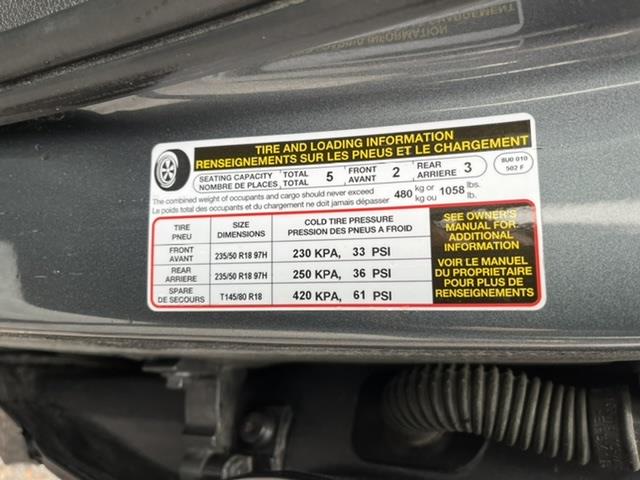 TIRE AND LOADING INFORMATION
RENSEIGNEMENTS SUR LES PNEUS ET LE CHARGEMENT
8U0 010
502 F
SEATING CAPACITY TOTAL 5 FRONT 2 REAR 3
NOMBRE DE PLACES TOTAL AVANT ARRIERE
The combined weight of occupants and cargo should never exceed 480 kg or 1058 lbs.
Le poids total des occupants et du chargement ne doit jamais dépasser kg ou lb.
TIRE SIZE COLD TIRE PRESSURE
PNEU DIMENSIONS PRESSION DES PNEUS A FROID
FRONT
AVANT 235/50 R18 97H 230 KPA, 33 PSI
REAR
ARRIERE 235/50 R18 97H 250 KPA, 36 PSI
SPARE
DE SECOURS T145/80 R18 420 KPA, 61 PSI
SEE OWNER'S
MANUAL FOR
ADDITIONAL
INFORMATION
VOIR LE MANUEL
DU PROPRIETAIRE
POUR PLUS DE
RENSEIGNEMENTS